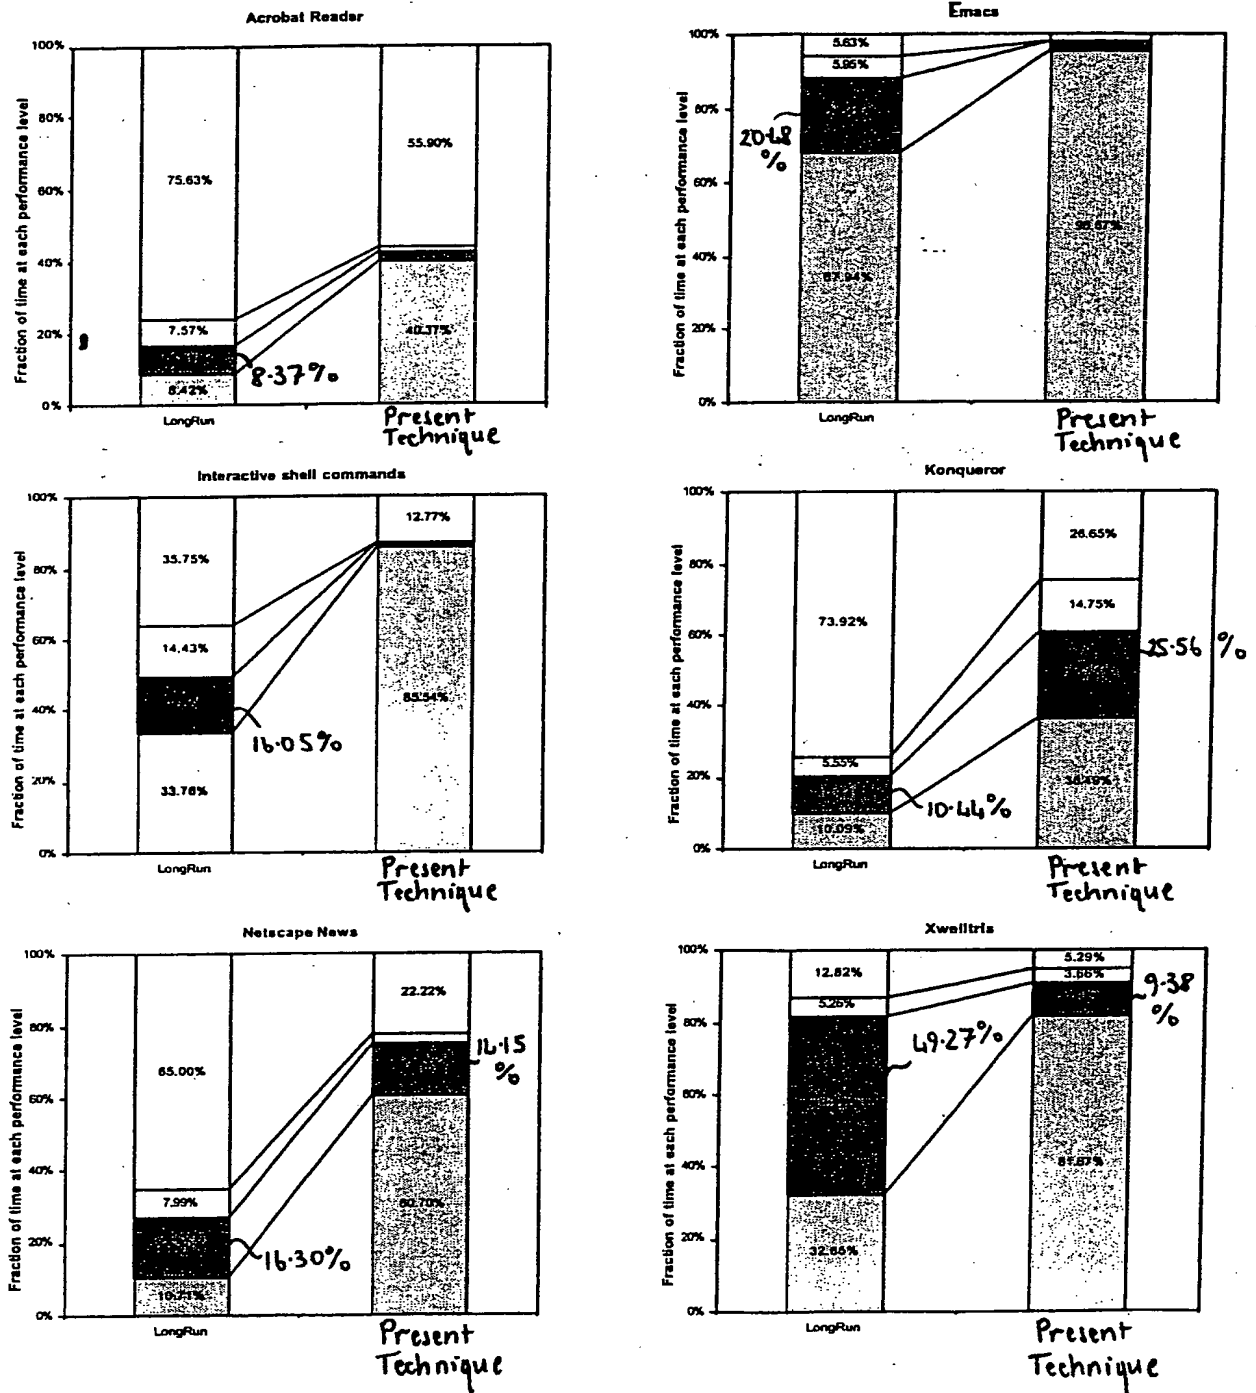 Acrobat Reader
Fraction of time at each performance level
100%
80%
60%
40%
20%
0%
75.63%
7.57%
8.37%
8.42%
55.90%
40.37%
LongRun
Present
Technique
Emacs
Fraction of time at each performance level
100%
80%
60%
40%
20%
0%
5.63%
5.95%
%
67.94%
LongRun
Present
Technique
Interactive shell commands
Fraction of time at each performance level
100%
80%
60%
40%
20%
0%
35.75%
14.43%
16.05%
33.76%
12.77%
85.54%
LongRun
Present
Technique
Konqueror
Fraction of time at each performance level
100%
80%
60%
40%
20%
0%
73.92%
5.55%
10.44%
10.09%
26.65%
14.75%
25.56 %
LongRun
Present
Technique
Netscape News
Fraction of time at each performance level
100%
80%
60%
40%
20%
0%
65.00%
7.99%
16.30%
10.71%
22.22%
14.15
%
60.70%
LongRun
Present
Technique
Xwelltris
Fraction of time at each performance level
100%
80%
60%
40%
20%
0%
12.82%
5.26%
49.27%
32.65%
5.29%
3.66%
9.38
%
81.67%
LongRun
Present
Technique